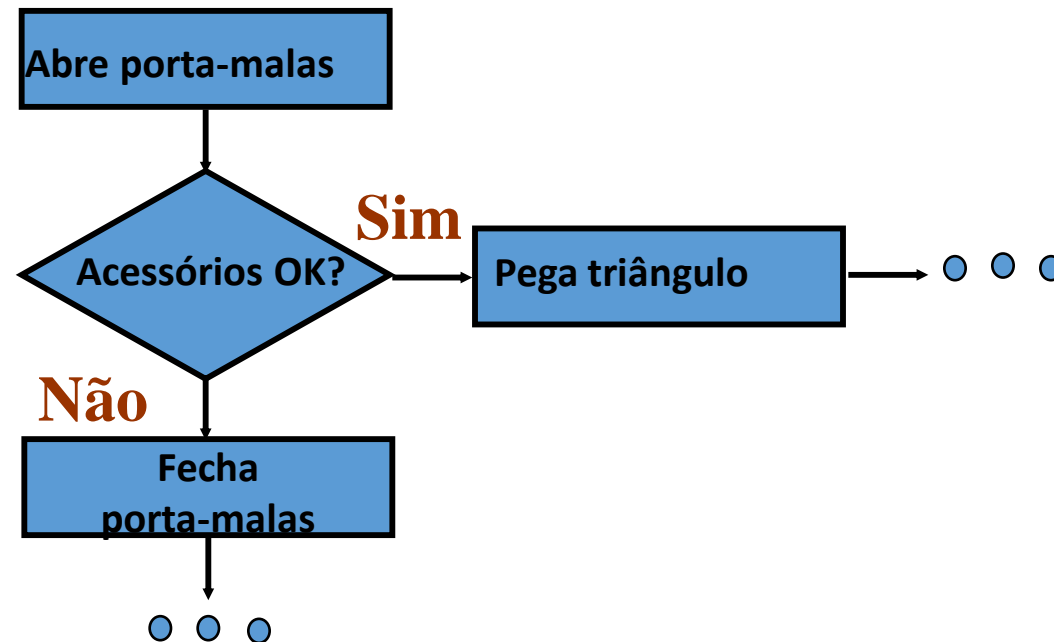 Abre porta-malas
Sim
Acessórios OK?
Pega triângulo
Não
Fecha
porta-malas